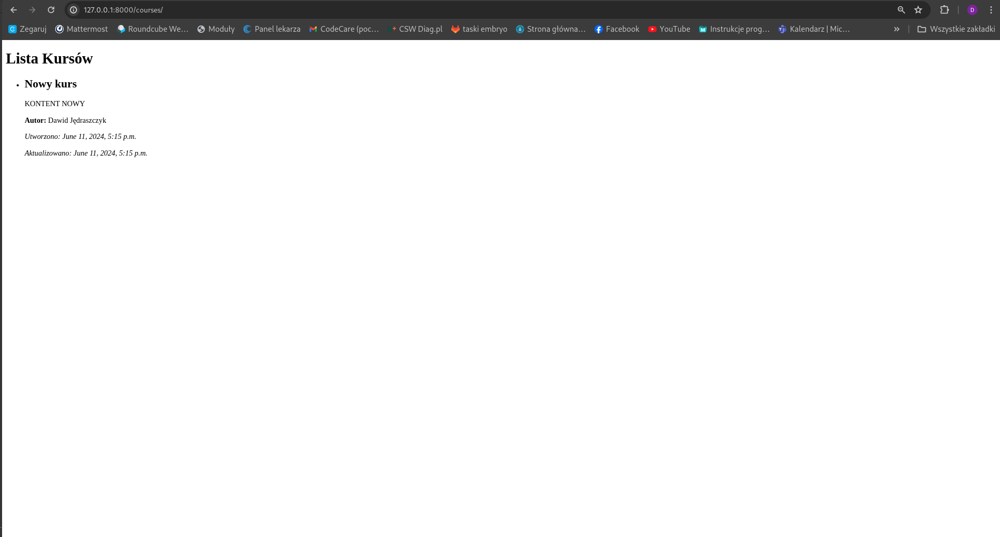 127.0.0.1:8000/courses/
D
Zegaruj Mattermost Roundcube We... Moduły Panel lekarza CodeCare (poc... CSW Diag.pl taski embryo Strona główna... Facebook YouTube Instrukcje prog... Kalendarz | Mic... » Wszystkie zakładki
Lista Kursów
• Nowy kurs
KONTENT NOWY
Autor: Dawid Jędraszczyk
Utworzono: June 11, 2024, 5:15 p.m.
Aktualizowano: June 11, 2024, 5:15 p.m.